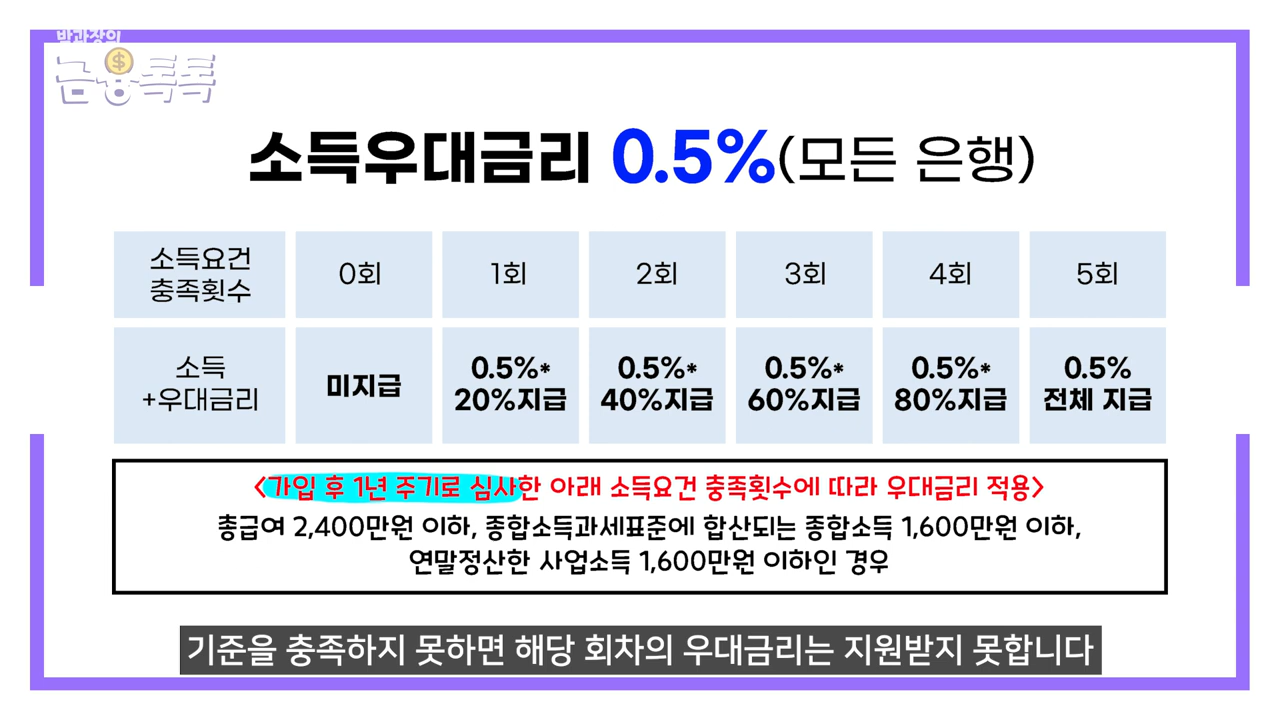 박과장의
금융톡톡
소득우대금리 0.5%(모든 은행)
소득요건
충족횟수
0회
1회
2회
3회
4회
5회
소득
+우대금리
미지급
0.5%*
20%지급
0.5%*
40%지급
0.5%*
60%지급
0.5%*
80%지급
0.5%
전체 지급
<가입 후 1년 주기로 심사한 아래 소득요건 충족횟수에 따라 우대금리 적용>
총급여 2,400만원 이하, 종합소득과세표준에 합산되는 종합소득 1,600만원 이하,
연말정산한 사업소득 1,600만원 이하인 경우
기준을 충족하지 못하면 해당 회차의 우대금리는 지원받지 못합니다